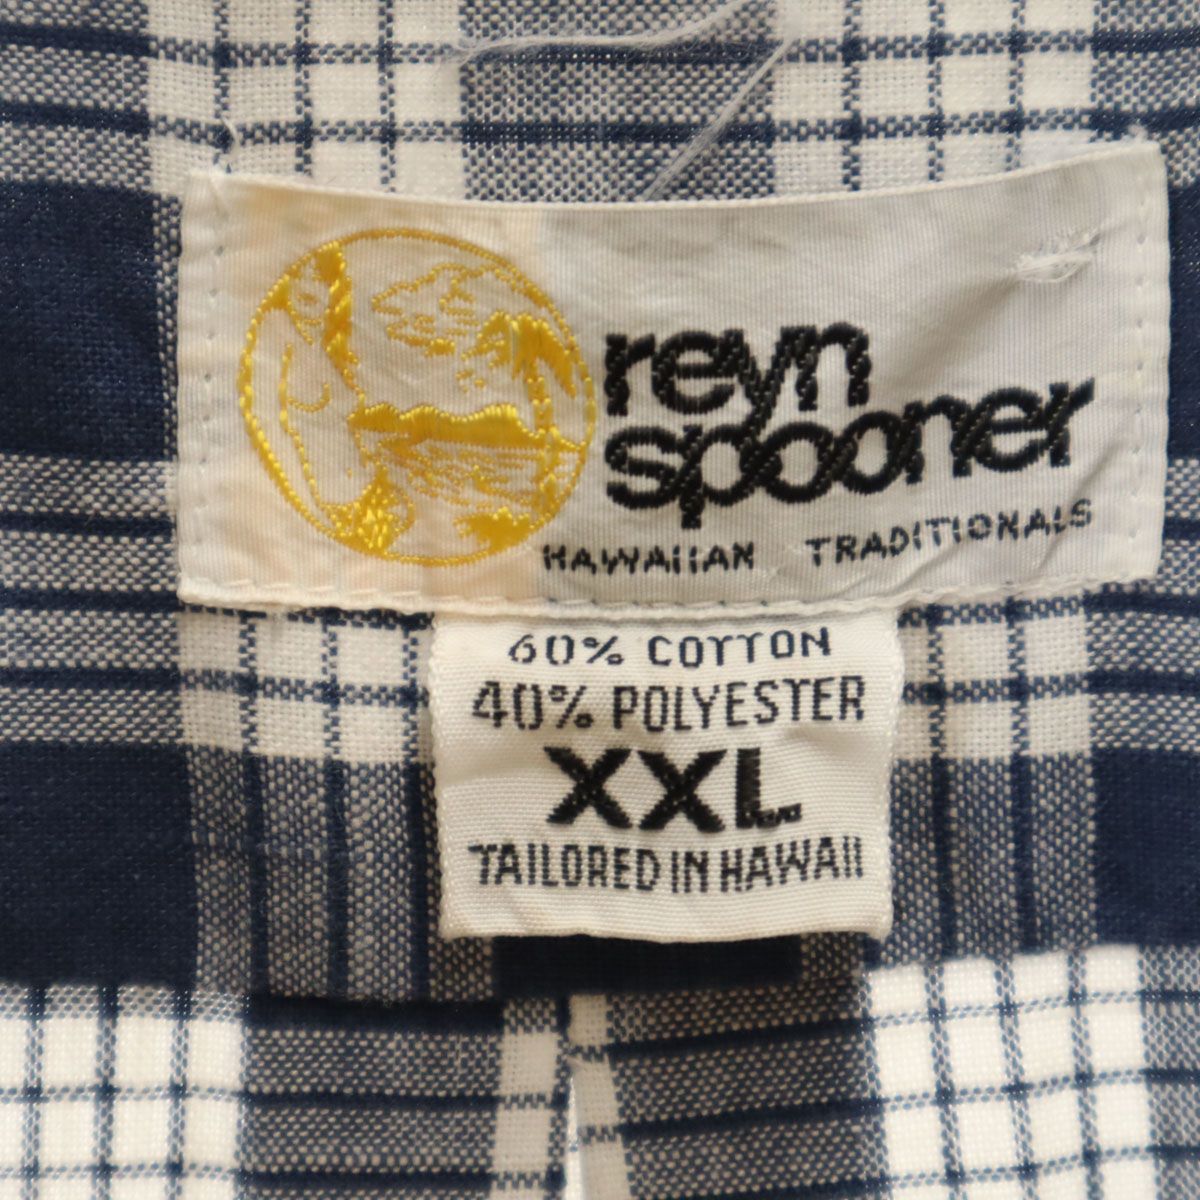 reyn
spooner
HAWAIIAN TRADITIONALS
60% COTTON
40% POLYESTER
XXL
TAILORED IN HAWAII